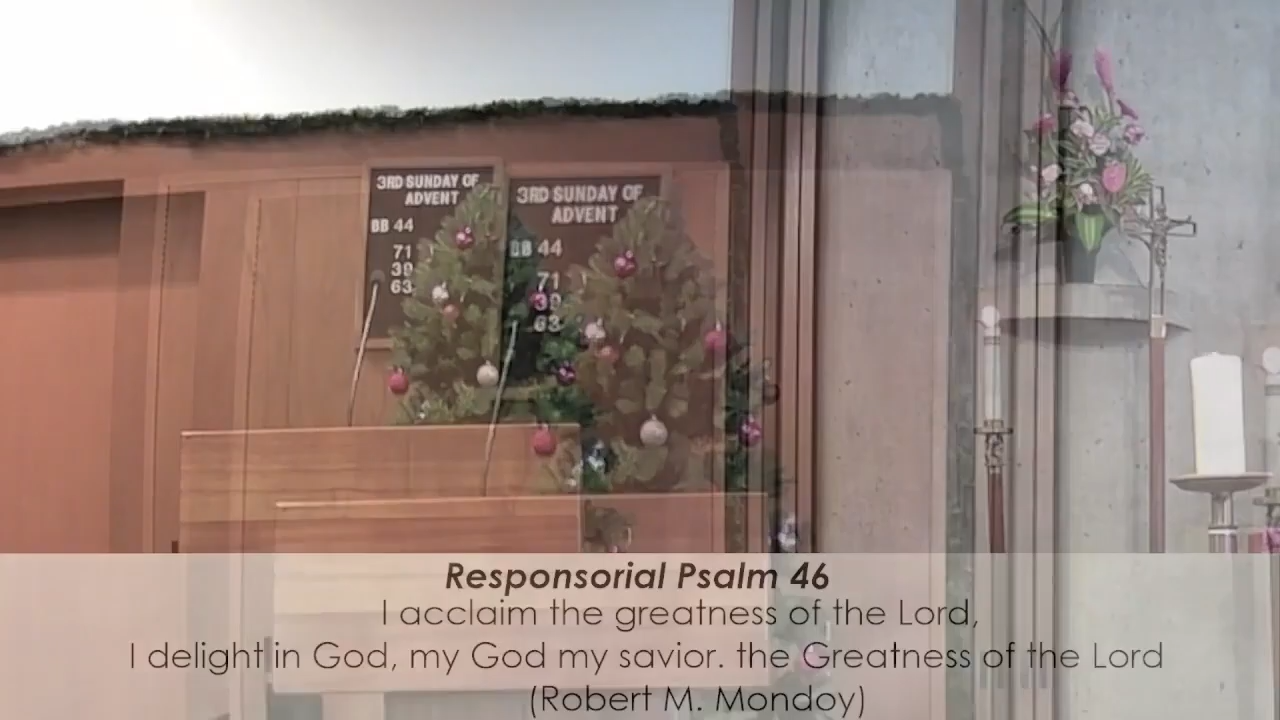 3RD SUNDAY OF
ADVENT
BB 44
71
39
63
3RD SUNDAY OF
ADVENT
BB 44
71
39
63
Responsorial Psalm 46
I acclaim the greatness of the Lord,
I delight in God, my God my savior. the Greatness of the Lord
(Robert M. Mondoy)